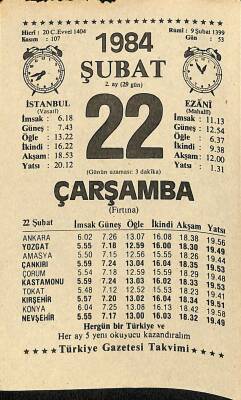 Hicrî : 20 C.Evvel 1404
Kasım : 107
1984
Rumî : 9 Şubat 1399
Gün : 53
ŞUBAT
2. ay (29 gün)
İSTANBUL
(Vasatî)
İmsak : 6.18
Güneş : 7.43
Öğle : 13.22
İkindi : 16.22
Akşam : 18.53
Yatsı : 20.12
22
EZÂNÎ
(Mahallî)
İmsak : 11.13
Güneş : 12.54
Öğle : 6.37
İkindi : 9.38
Akşam : 12.00
Yatsı : 1.31
(Günün uzaması: 3 dakika)
ÇARŞAMBA
(Fırtına)
22 Şubat İmsak Güneş Öğle İkindi Akşam Yatsı
ANKARA 6.02 7.26 13.07 16.08 18.38 19.56
YOZGAT 5.55 7.18 12.59 16.00 18.30 19.49
AMASYA 5.50 7.15 12.56 15.55 18.26 19.44
ÇANKIRI 5.59 7.24 13.04 16.04 18.34 19.53
ÇORUM 5.54 7.18 12.59 15.59 18.29
KASTAMONU 5.59 7.24 13.03 16.02 18.33 19.53
TOKAT 5.48 7.12 12.52 15.53 18.23 19.41
KIRŞEHİR 5.57 7.20 13.02 16.04 18.34 19.51
KONYA 6.04 7.25 13.08 16.13 18.42 19.58
NEVŞEHİR 5.55 7.17 13.00 16.03 18.32 19.49
Hergün bir Türkiye ve
Her ay 5 yeni okuyucu kazandıralım
Türkiye Gazetesi Takvimi